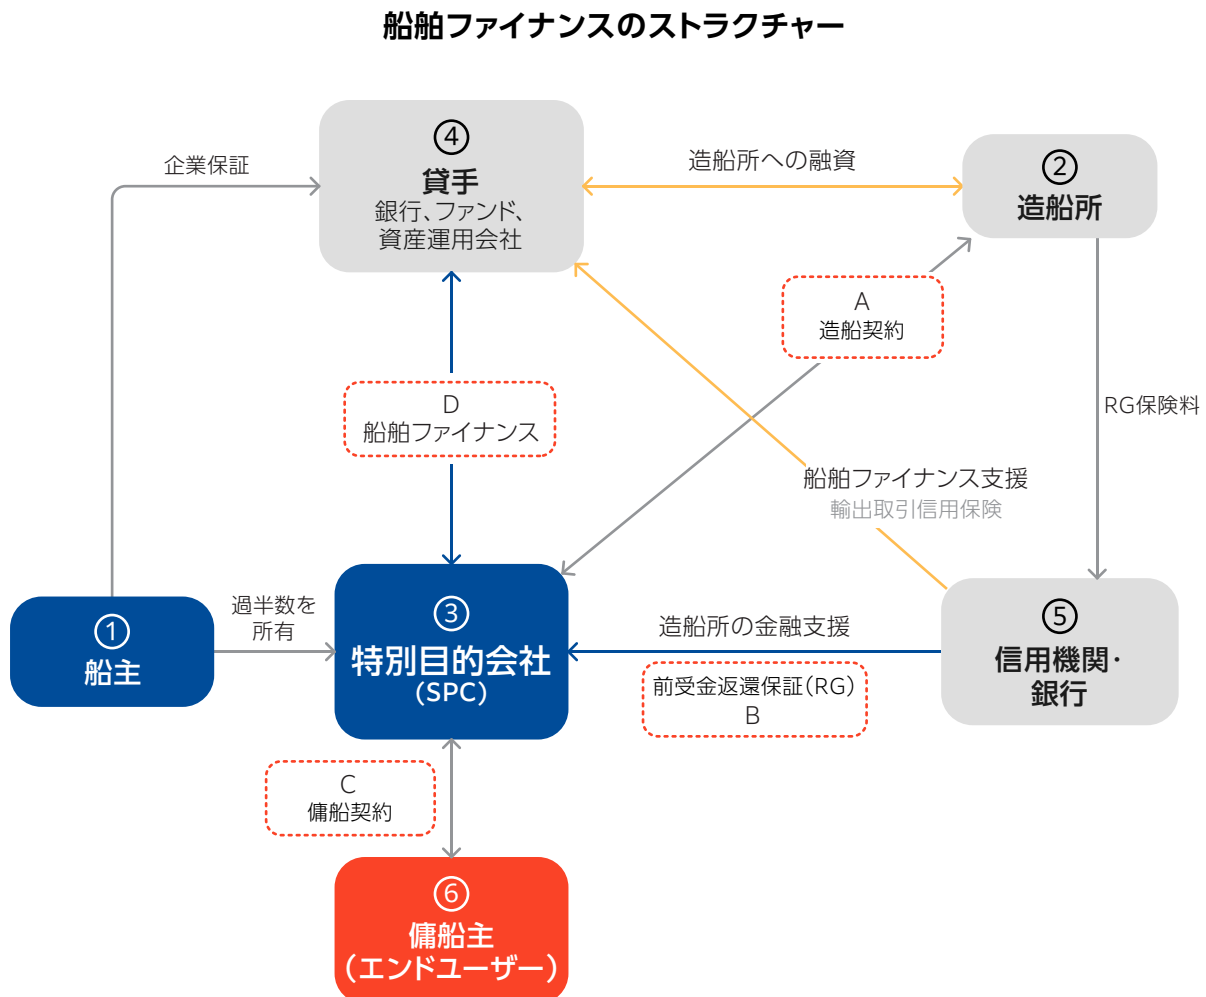 船舶ファイナンスのストラクチャー
④
貸手
銀行、ファンド、
資産運用会社
企業保証
造船所への融資
②
造船所
A
造船契約
D
船舶ファイナンス
RG保険料
船舶ファイナンス支援
輸出取引信用保険
①
船主
過半数を
所有
③
特別目的会社
(SPC)
造船所の金融支援
前受金返還保証(RG)
B
⑤
信用機関・
銀行
C
傭船契約
⑥
傭船主
(エンドユーザー)